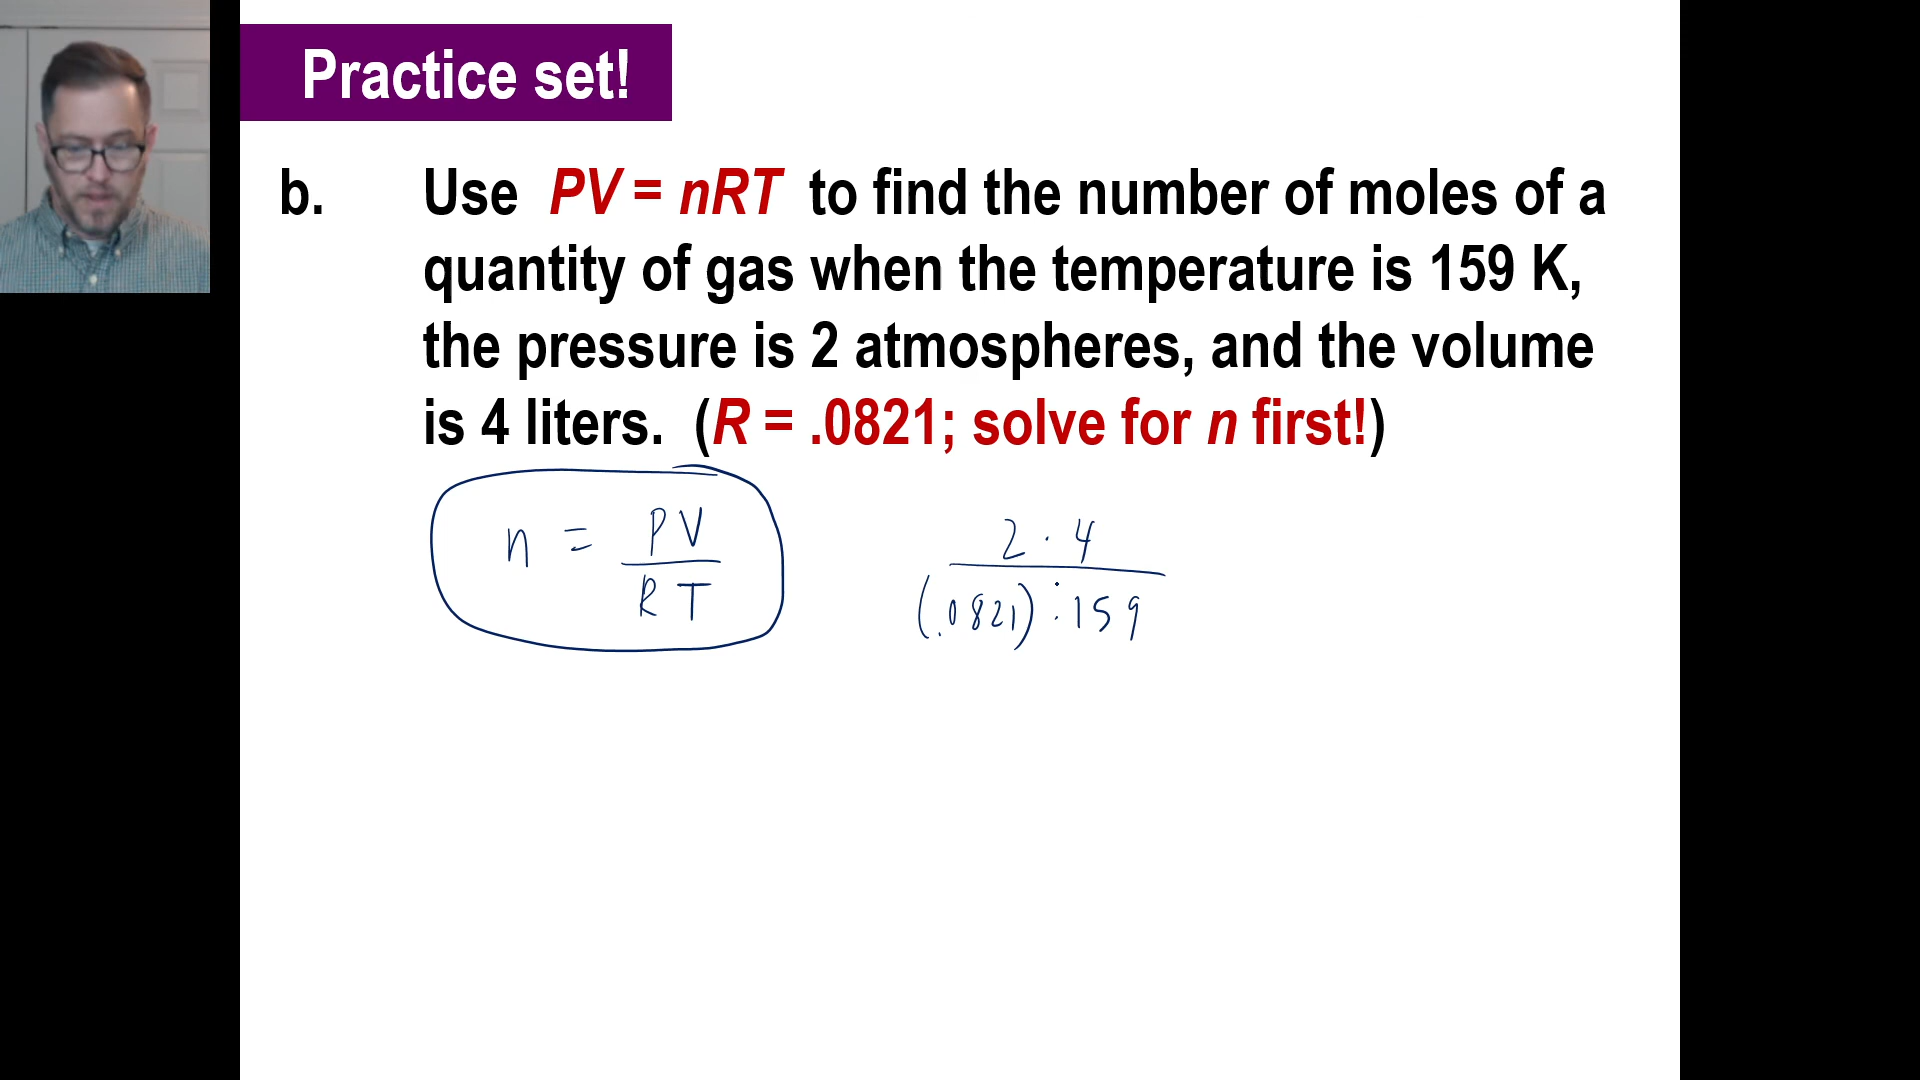 Practice set!
b. Use PV = nRT to find the number of moles of a
quantity of gas when the temperature is 159 K,
the pressure is 2 atmospheres, and the volume
is 4 liters. (R = .0821; solve for n first!)
n = PV
RT
2 · 4
(.0821) : 159